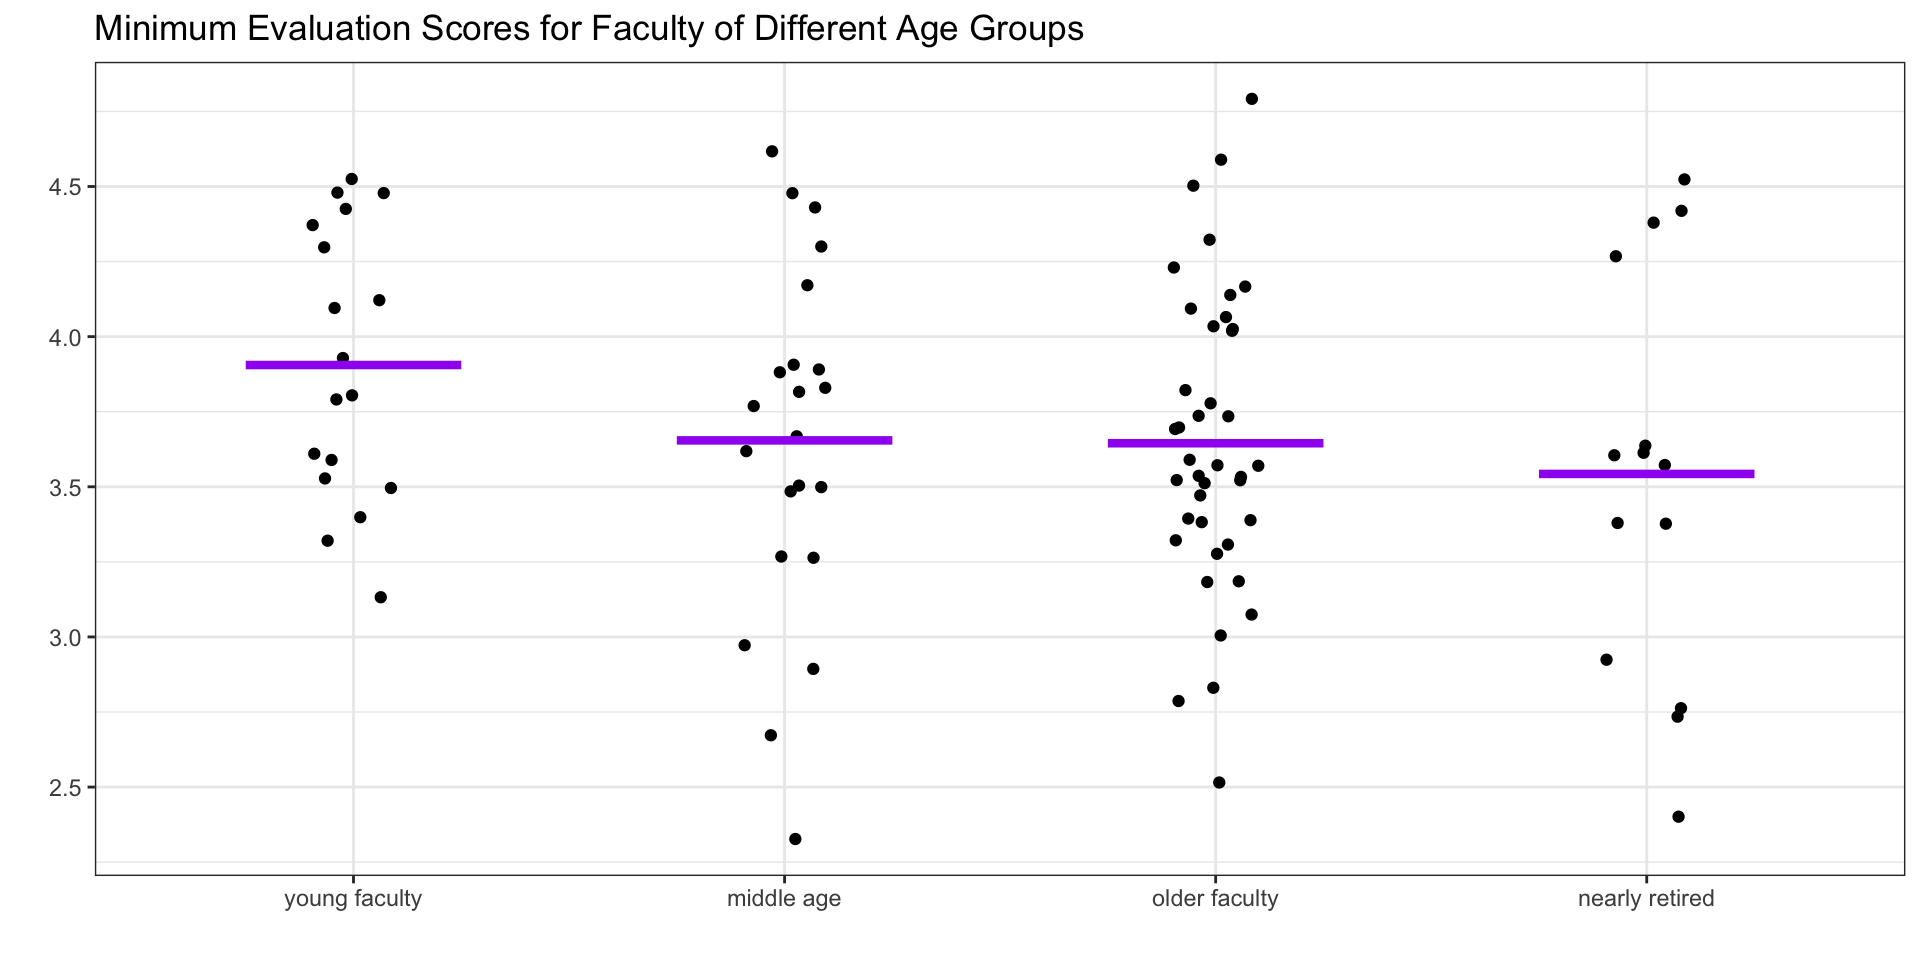 Minimum Evaluation Scores for Faculty of Different Age Groups
4.5
4.0
3.5
3.0
2.5
young faculty middle age older faculty nearly retired